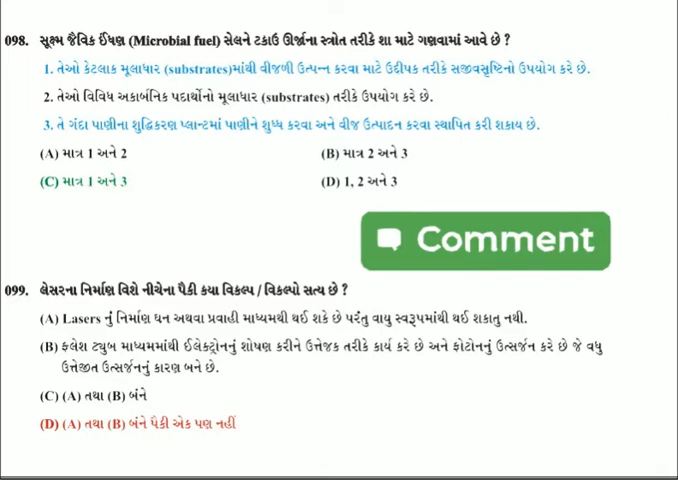 098. સૂક્ષ્મ જૈવિક ઈંધણ (Microbial fuel) સેલને ટકાઉ ઊર્જાના સ્ત્રોત તરીકે શા માટે ગણવામાં આવે છે ?
1. તેઓ કેટલાક મૂલાધાર (substrates)માંથી વીજળી ઉત્પન્ન કરવા માટે ઉદીપક તરીકે સજીવસૃષ્ટિનો ઉપયોગ કરે છે.
2. તેઓ વિવિધ અકાર્બનિક પદાર્થોનો મૂલાધાર (substrates) તરીકે ઉપયોગ કરે છે.
3. તે ગંદા પાણીના શુદ્ધિકરણ પ્લાન્ટમાં પાણીને શુધ્ધ કરવા અને વીજ ઉત્પાદન કરવા સ્થાપિત કરી શકાય છે.
(A) માત્ર 1 અને 2 (B) માત્ર 2 અને 3
(C) માત્ર 1 અને 3 (D) 1, 2 અને 3
Comment
099. લેસરના નિર્માણ વિશે નીચેના પૈકી કયા વિકલ્પ / વિકલ્પો સત્ય છે ?
(A) Lasers નું નિર્માણ ઘન અથવા પ્રવાહી માધ્યમથી થઈ શકે છે પરંતુ વાયુ સ્વરૂપમાંથી થઈ શકાતુ નથી.
(B) ફ્લેશ ટ્યુબ માધ્યમમાંથી ઈલેક્ટ્રોનનું શોષણ કરીને ઉત્તેજક તરીકે કાર્ય કરે છે અને ફોટોનનું ઉત્સર્જન કરે છે જે વધુ
ઉત્તેજીત ઉત્સર્જનનું કારણ બને છે.
(C) (A) તથા (B) બંને
(D) (A) તથા (B) બંને પૈકી એક પણ નહીં